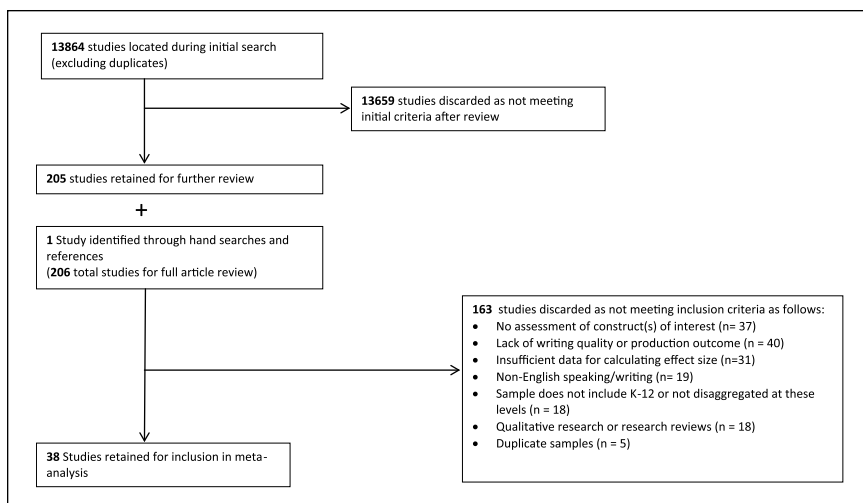 13864 studies located during initial search
(excluding duplicates)
13659 studies discarded as not meeting
initial criteria after review
205 studies retained for further review
+
1 Study identified through hand searches and
references
(206 total studies for full article review)
163 studies discarded as not meeting inclusion criteria as follows:
• No assessment of construct(s) of interest (n= 37)
• Lack of writing quality or production outcome (n = 40)
• Insufficient data for calculating effect size (n=31)
• Non-English speaking/writing (n= 19)
• Sample does not include K-12 or not disaggregated at these
levels (n = 18)
• Qualitative research or research reviews (n = 18)
• Duplicate samples (n = 5)
38 Studies retained for inclusion in meta-
analysis